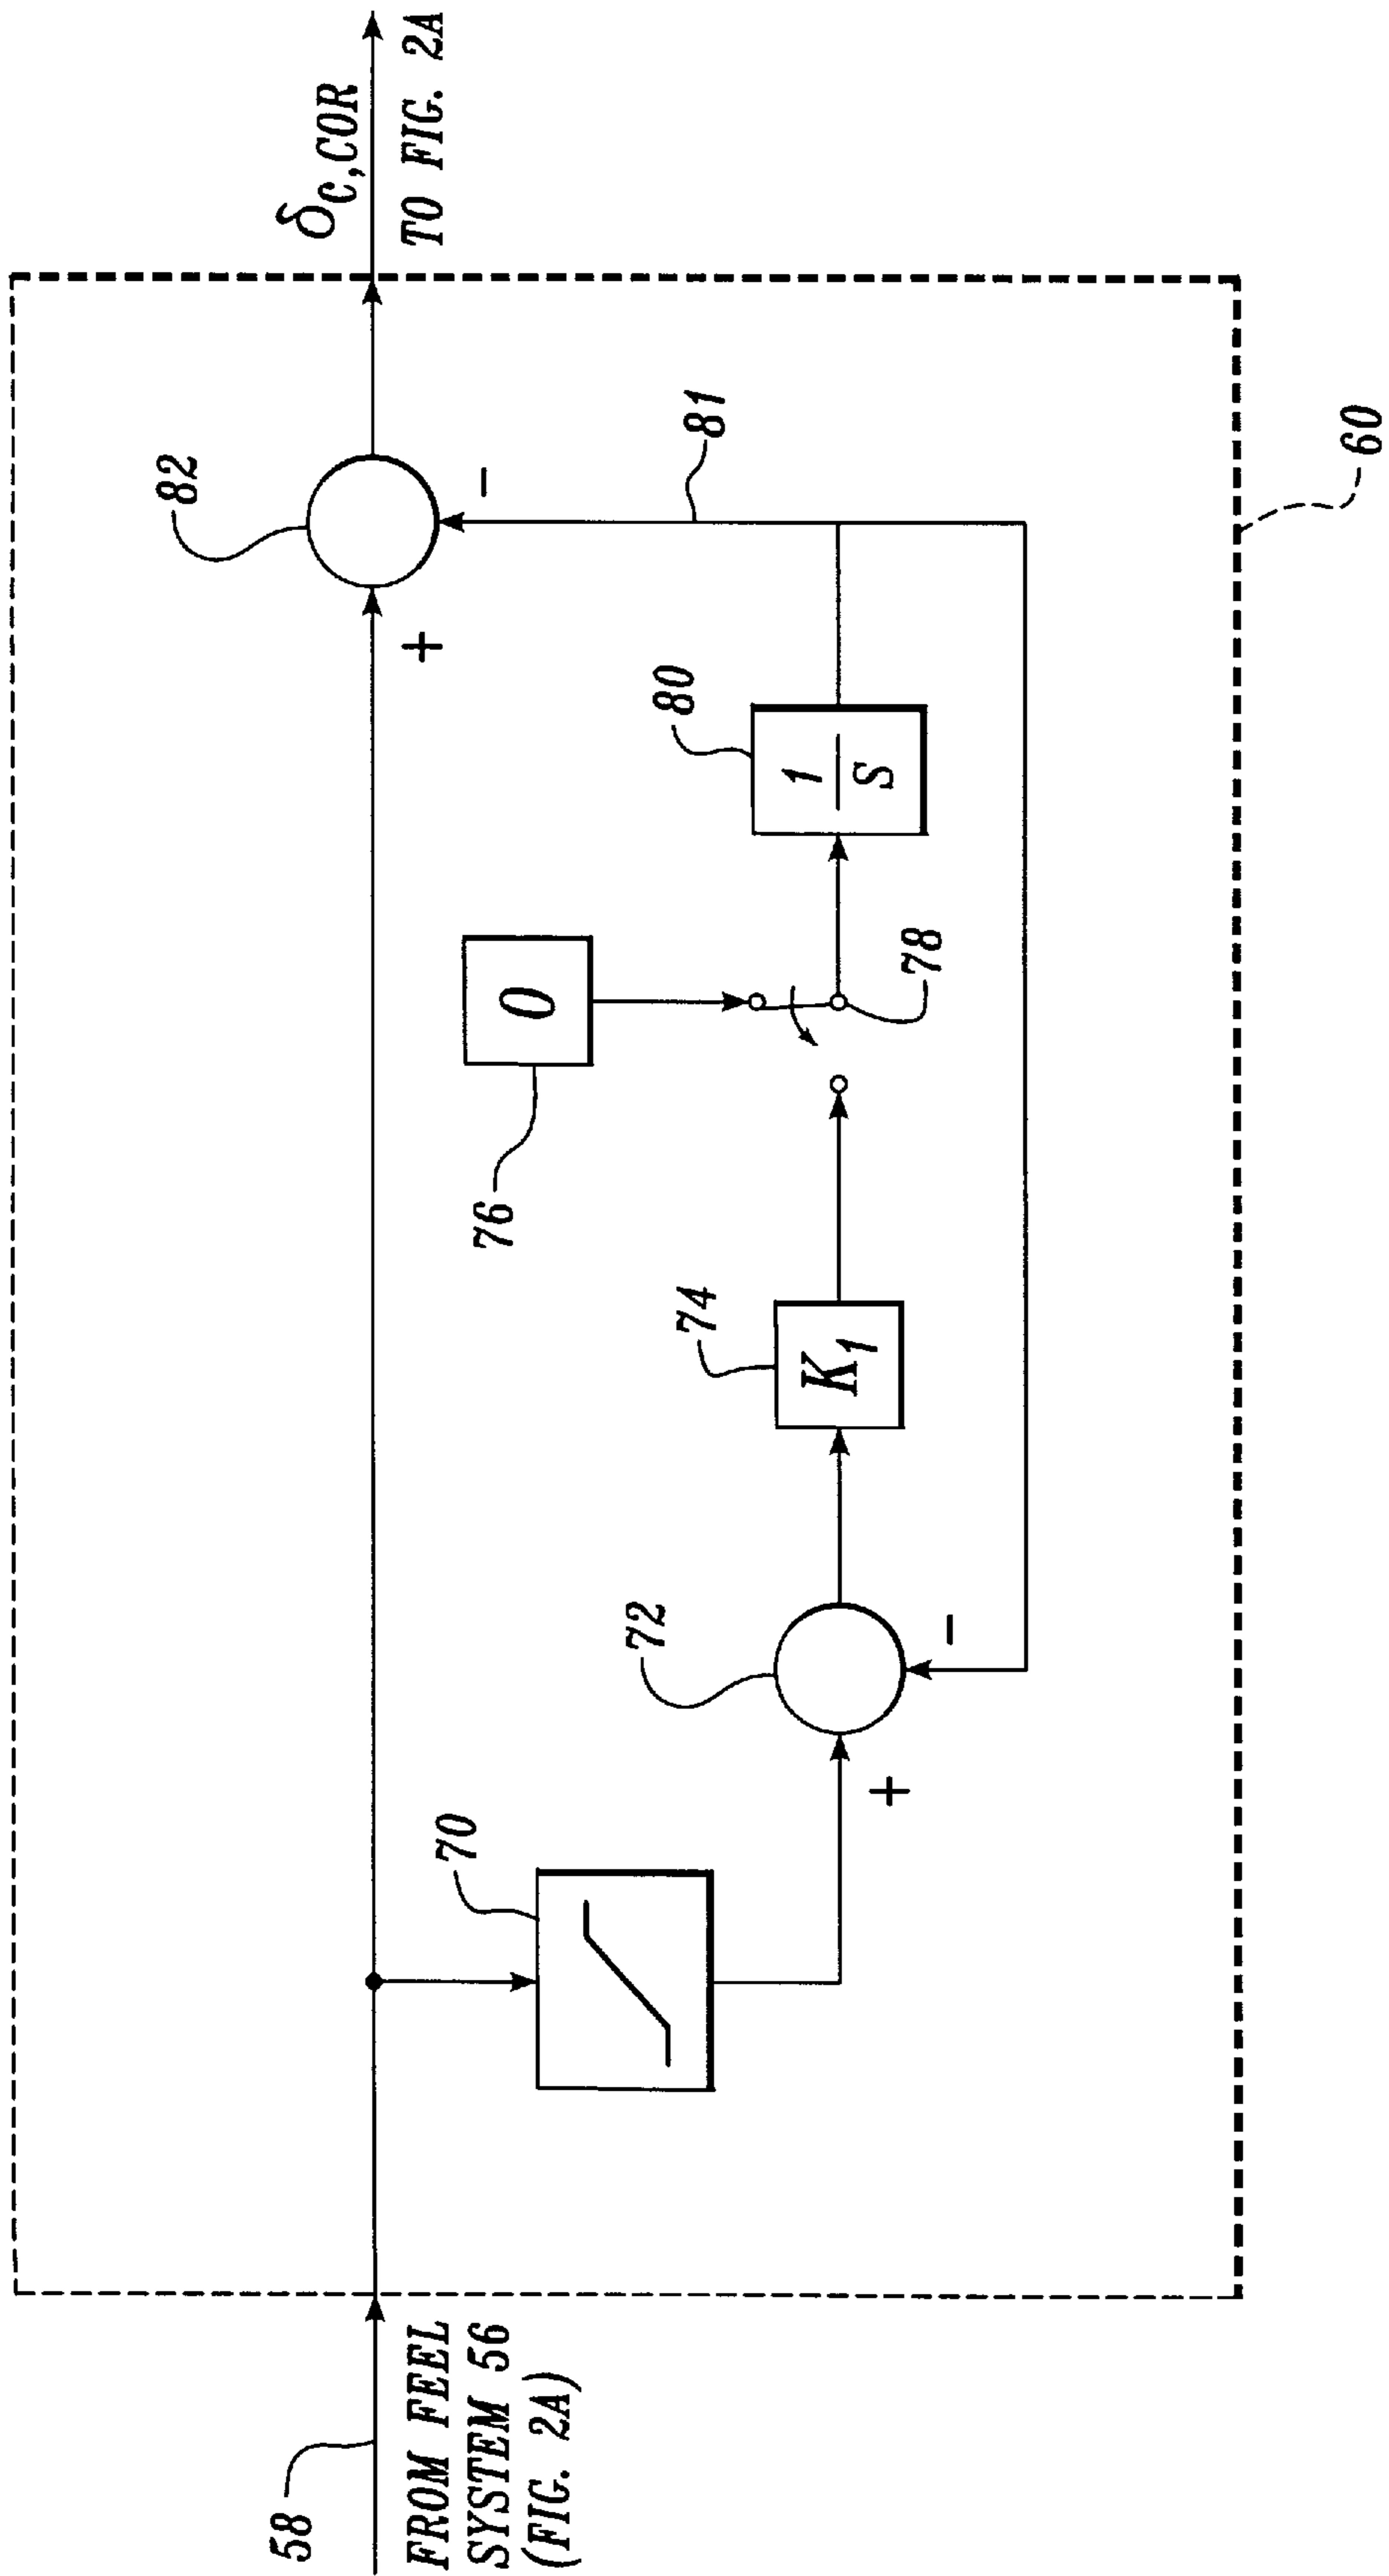 58
FROM FEEL
SYSTEM 56
(FIG. 2A)
70
+
72
-
74
K1
76
0
78
80
1
S
81
+
-
82
δC,COR
TO FIG. 2A
60